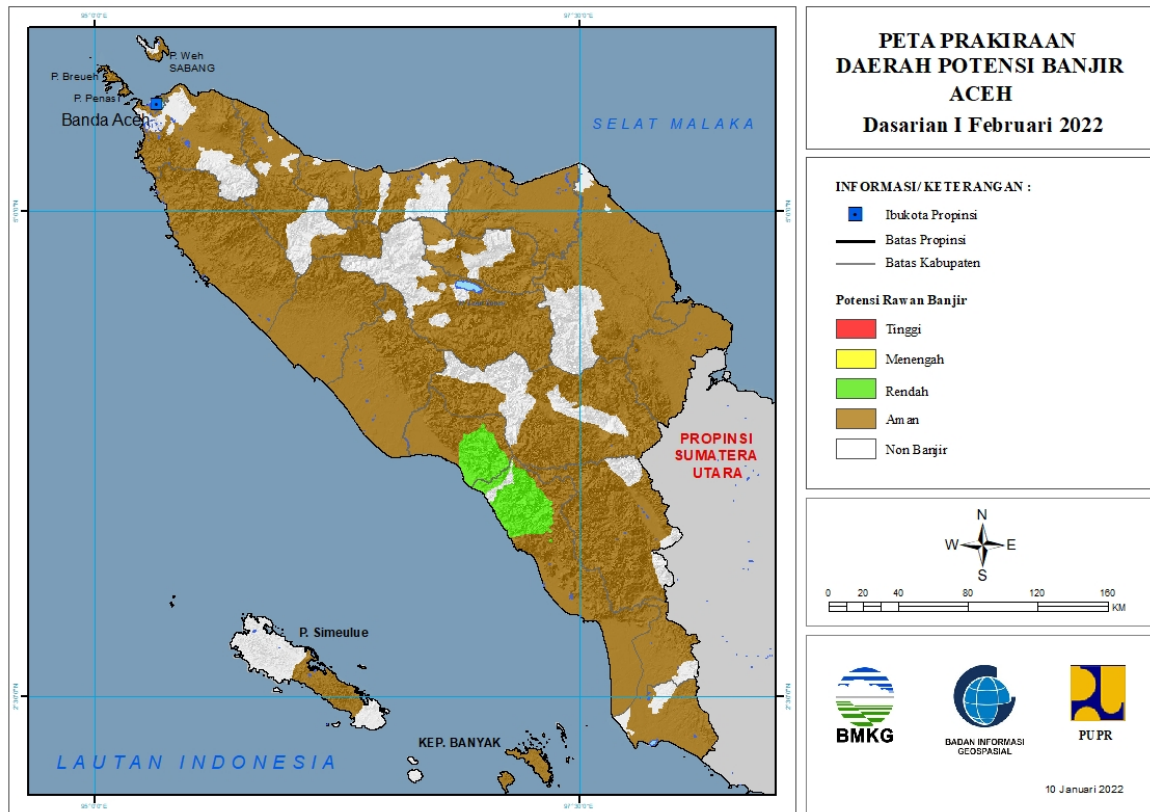 PETA PRAKIRAAN
DAERAH POTENSI BANJIR
ACEH
Dasarian I Februari 2022
INFORMASI/ KETERANGAN :
Ibukota Propinsi
Batas Propinsi
Batas Kabupaten
Potensi Rawan Banjir
Tinggi
Menengah
Rendah
Aman
Non Banjir
N
W E
S
0 20 40 80 120 160
KM
BMKG
BADAN INFORMASI
GEOSPASIAL
PUPR
10 Januari 2022
P. Weh
SABANG
P. Breueh
P. Penasi
Banda Aceh
SELAT MALAKA
PROPINSI
SUMATERA
UTARA
P. Simeulue
KEP. BANYAK
LAUTAN INDONESIA